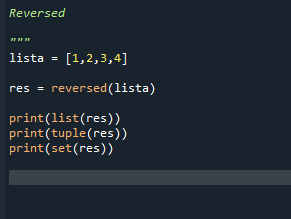 Reversed
"""
lista = [1,2,3,4]
res = reversed(lista)
print(list(res))
print(tuple(res))
print(set(res))